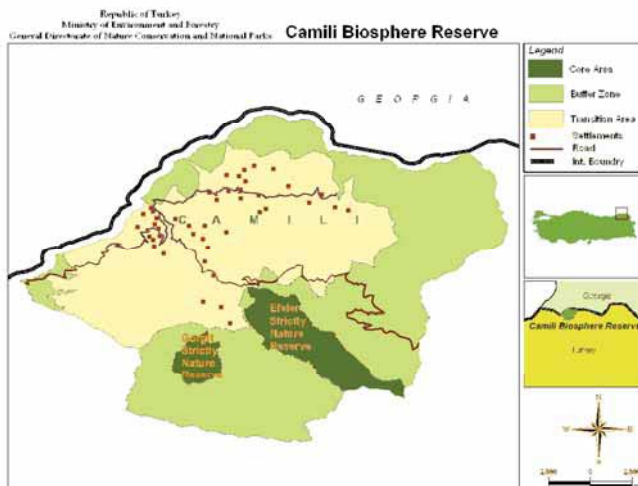 Republic of Turkey
Ministry of Environment and Forestry
General Directorate of Nature Conservation and National Parks
Camili Biosphere Reserve
Legend
Core Area
Buffer Zone
Transition Area
Settlements
Road
Int. Boundry
G E O R G I A
C A M I L I
Efeler
Strictly
Nature
Reserve
Gorgit
Strictly
Nature
Reserve
Georgia
Camili Biosphere Reserve
Turkey
N
W E
S
0